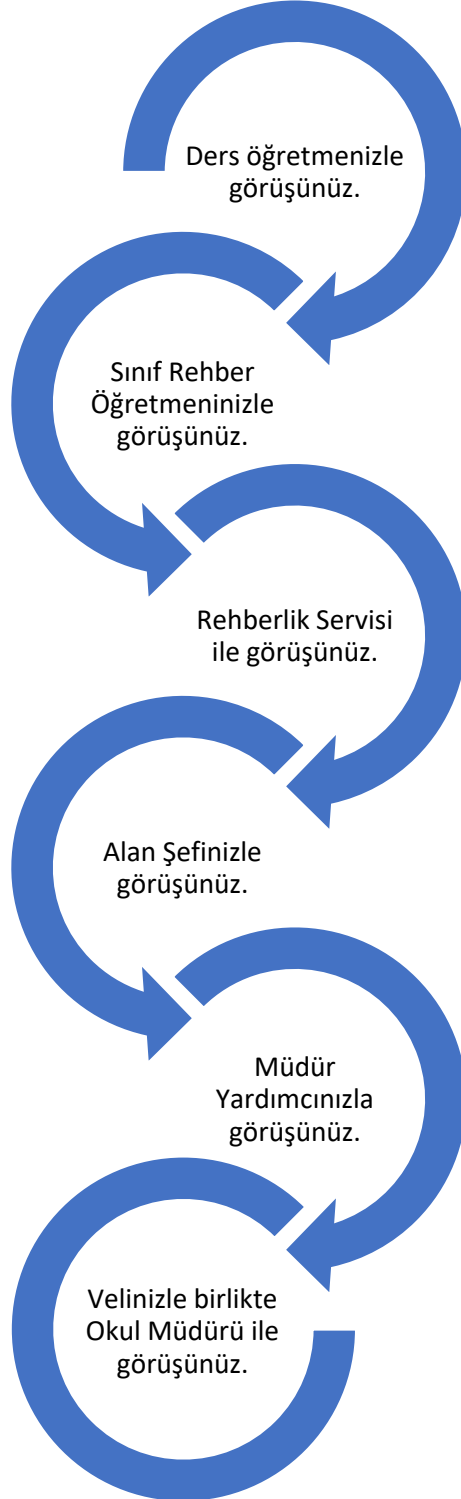 Ders öğretmenizle
görüşünüz.
Sınıf Rehber
Öğretmeninizle
görüşünüz.
Rehberlik Servisi
ile görüşünüz.
Alan Şefinizle
görüşünüz.
Müdür
Yardımcınızla
görüşünüz.
Velinizle birlikte
Okul Müdürü ile
görüşünüz.